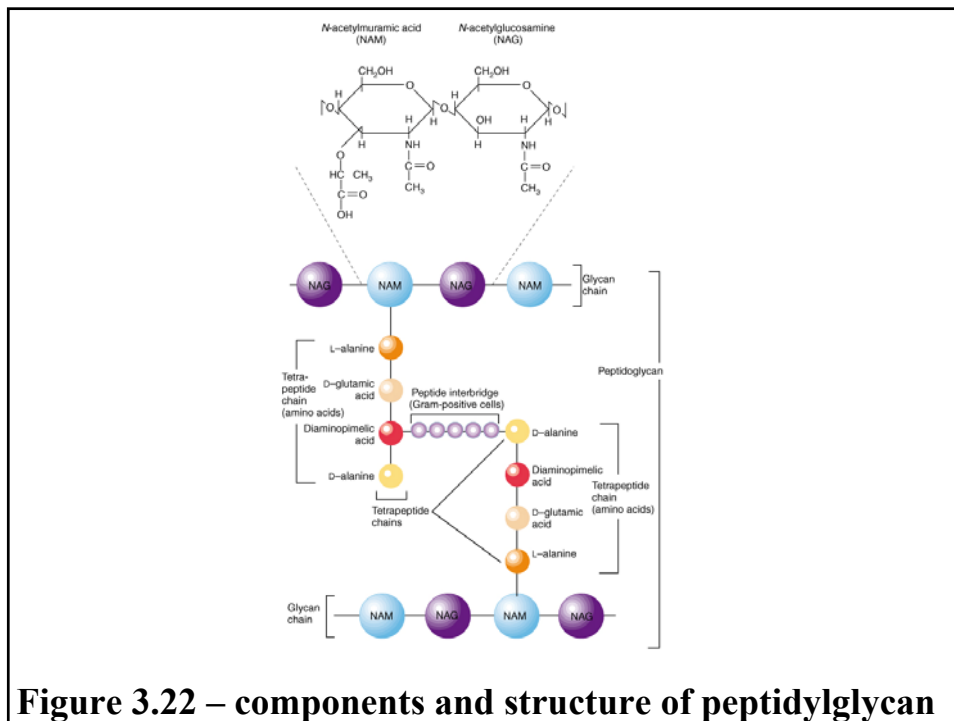 N-acetylmuramic acid
(NAM)
N-acetylglucosamine
(NAG)
CH₂OH
O
H
O
H
H
H
NH
O
HC CH₃
C=O
OH
C=O
CH₃
O
CH₂OH
O
H
OH
H
H
H
NH
C=O
CH₃
O
NAG
NAM
NAG
NAM
Glycan
chain
L–alanine
Tetra-
peptide
chain
(amino acids)
D-glutamic
acid
Diaminopimelic
acid
D–alanine
Peptide interbridge
(Gram-positive cells)
Peptidoglycan
D–alanine
Diaminopimelic
acid
D–glutamic
acid
L–alanine
Tetrapeptide
chain
(amino acids)
Tetrapeptide
chains
Glycan
chain
NAM
NAG
NAM
NAG
Figure 3.22 – components and structure of peptidylglycan